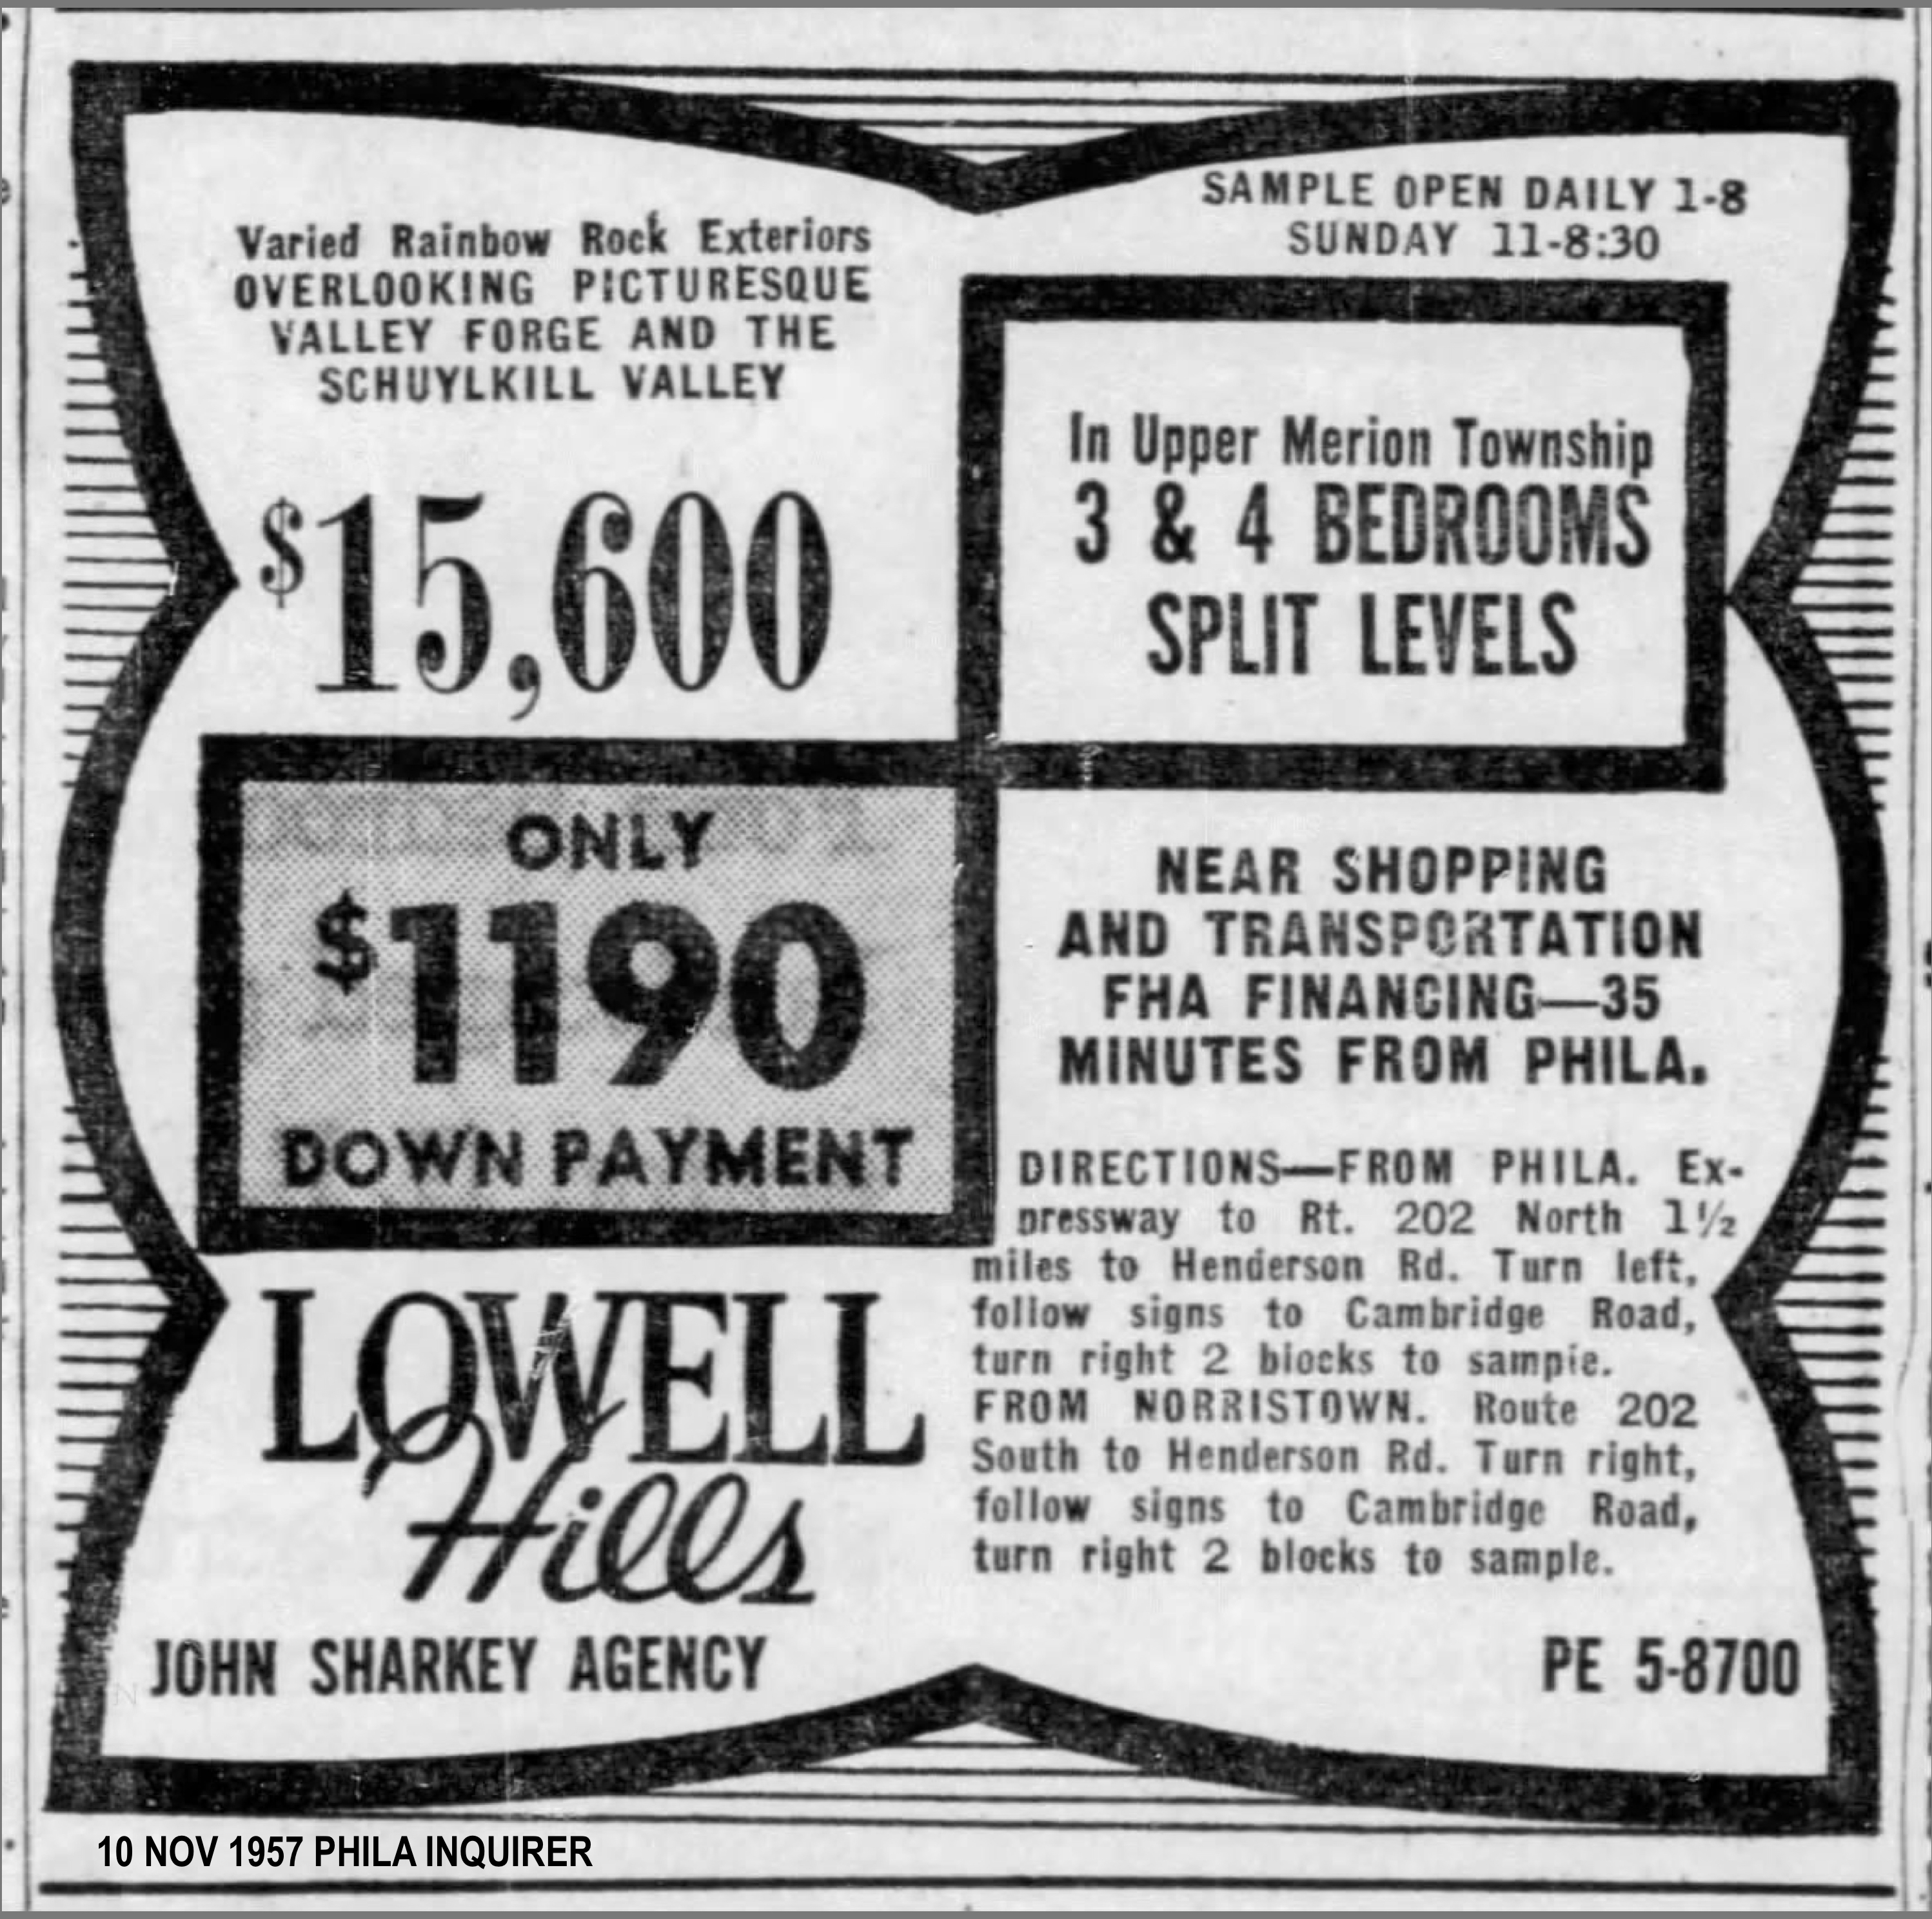 Varied Rainbow Rock Exteriors
OVERLOOKING PICTURESQUE
VALLEY FORGE AND THE
SCHUYLKILL VALLEY
$15,600
SAMPLE OPEN DAILY 1-8
SUNDAY 11-8:30
In Upper Merion Township
3 & 4 BEDROOMS
SPLIT LEVELS
ONLY
$1190
DOWN PAYMENT
NEAR SHOPPING
AND TRANSPORTATION
FHA FINANCING—35
MINUTES FROM PHILA.
DIRECTIONS—FROM PHILA. Ex-
pressway to Rt. 202 North 1½
miles to Henderson Rd. Turn left,
follow signs to Cambridge Road,
turn right 2 blocks to sample.
FROM NORRISTOWN. Route 202
South to Henderson Rd. Turn right,
follow signs to Cambridge Road,
turn right 2 blocks to sample.
LOWELL
Hills
JOHN SHARKEY AGENCY
PE 5-8700
10 NOV 1957 PHILA INQUIRER